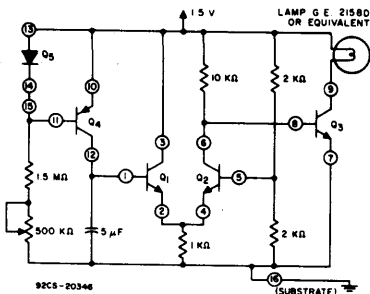 LAMP G.E. 2158D
OR EQUIVALENT
1.5 V
13
Q5
14
15
10
11
Q4
12
3
10 KΩ
2 KΩ
9
8
Q3
7
6
1
Q1
Q2
5
2
4
1.5 MΩ
500 KΩ
5 µF
1 KΩ
2 KΩ
16
(SUBSTRATE)
92CS-20346